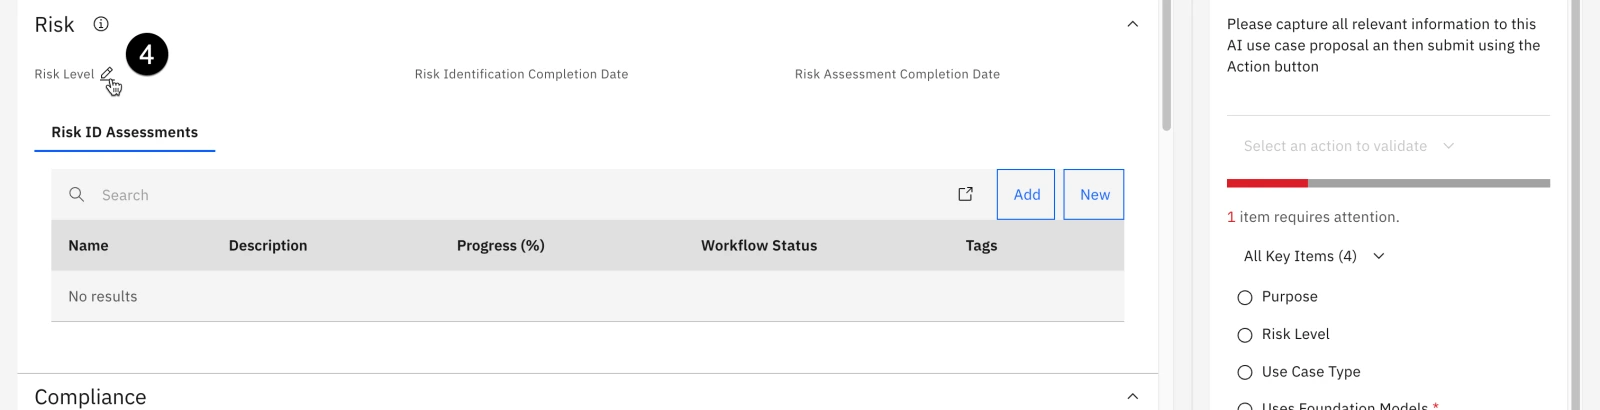 Risk
4
Risk Level
Risk Identification Completion Date
Risk Assessment Completion Date
Risk ID Assessments
Search
Add
New
Name
Description
Progress (%)
Workflow Status
Tags
No results
Compliance
Please capture all relevant information to this
AI use case proposal an then submit using the
Action button
Select an action to validate
1 item requires attention.
All Key Items (4)
Purpose
Risk Level
Use Case Type
Uses Foundation Models *